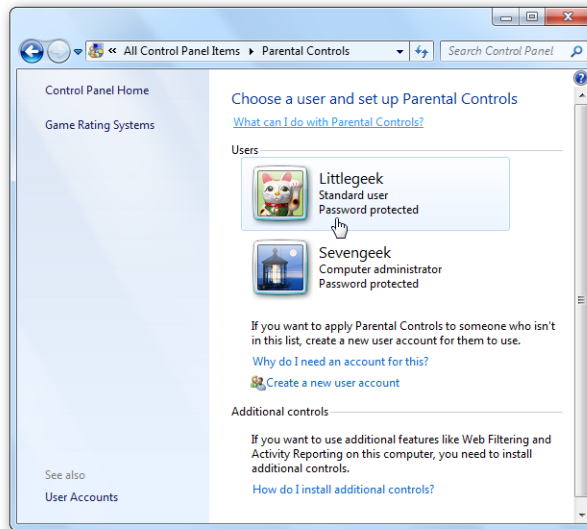 « All Control Panel Items ▸ Parental Controls
Search Control Panel
Control Panel Home
Game Rating Systems
Choose a user and set up Parental Controls
What can I do with Parental Controls?
Users
Littlegeek
Standard user
Password protected
Sevengeek
Computer administrator
Password protected
If you want to apply Parental Controls to someone who isn't
in this list, create a new user account for them to use.
Why do I need an account for this?
Create a new user account
Additional controls
If you want to use additional features like Web Filtering and
Activity Reporting on this computer, you need to install
additional controls.
How do I install additional controls?
See also
User Accounts